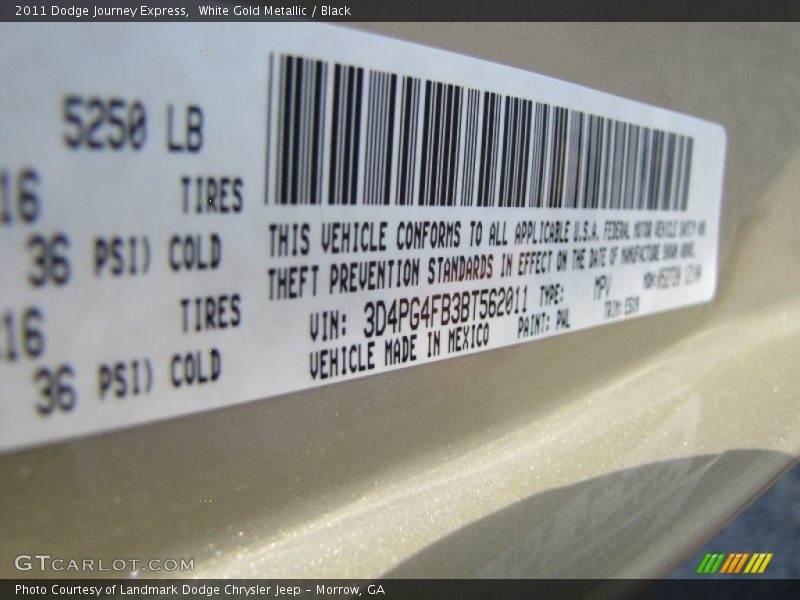 2011 Dodge Journey Express,  White Gold Metallic / Black
5250 LB
16 TIRES
36 PSI) COLD
16 TIRES
36 PSI) COLD
THIS VEHICLE CONFORMS TO ALL APPLICABLE U.S.A. FEDERAL MOTOR VEHICLE SAFETY AND
THEFT PREVENTION STANDARDS IN EFFECT ON THE DATE OF MANUFACTURE SHOWN ABOVE.
VIN: 3D4PG4FB3BT562011 TYPE: MPV
VEHICLE MADE IN MEXICO PAINT: PWL TRIM:
GTCARLOT.COM
Photo Courtesy of Landmark Dodge Chrysler Jeep – Morrow, GA